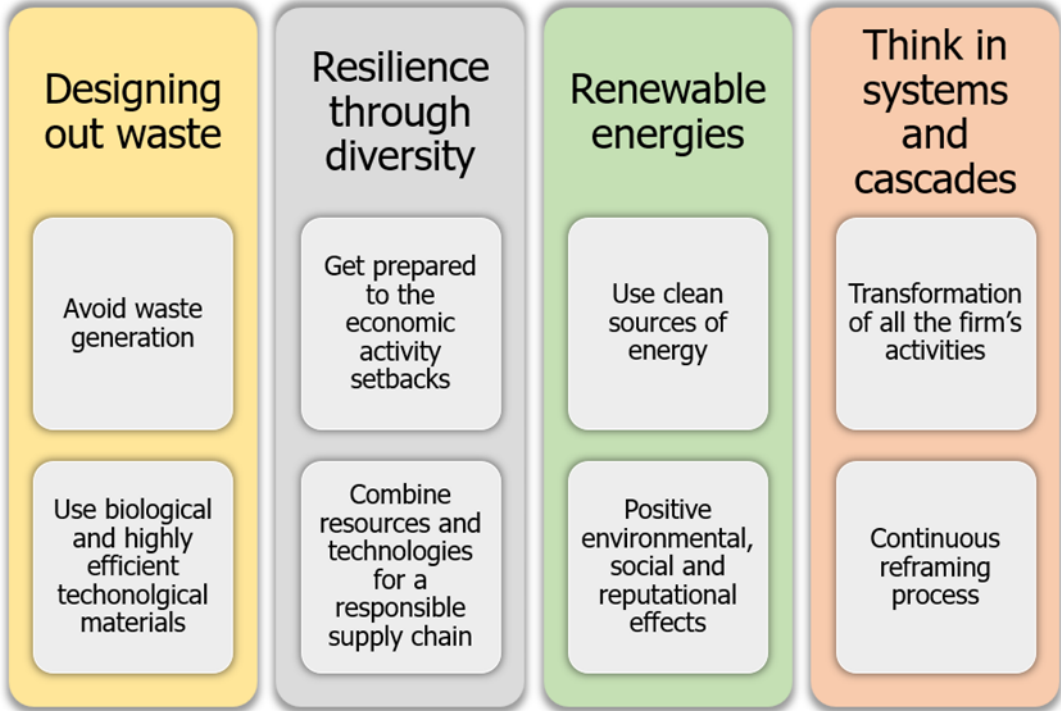 Designing
out waste
Avoid waste
generation
Use biological
and highly
efficient
techonolgical
materials
Resilience
through
diversity
Get prepared
to the
economic
activity
setbacks
Combine
resources and
technologies
for a
responsible
supply chain
Renewable
energies
Use clean
sources of
energy
Positive
environmental,
social and
reputational
effects
Think in
systems
and
cascades
Transformation
of all the firm’s
activities
Continuous
reframing
process